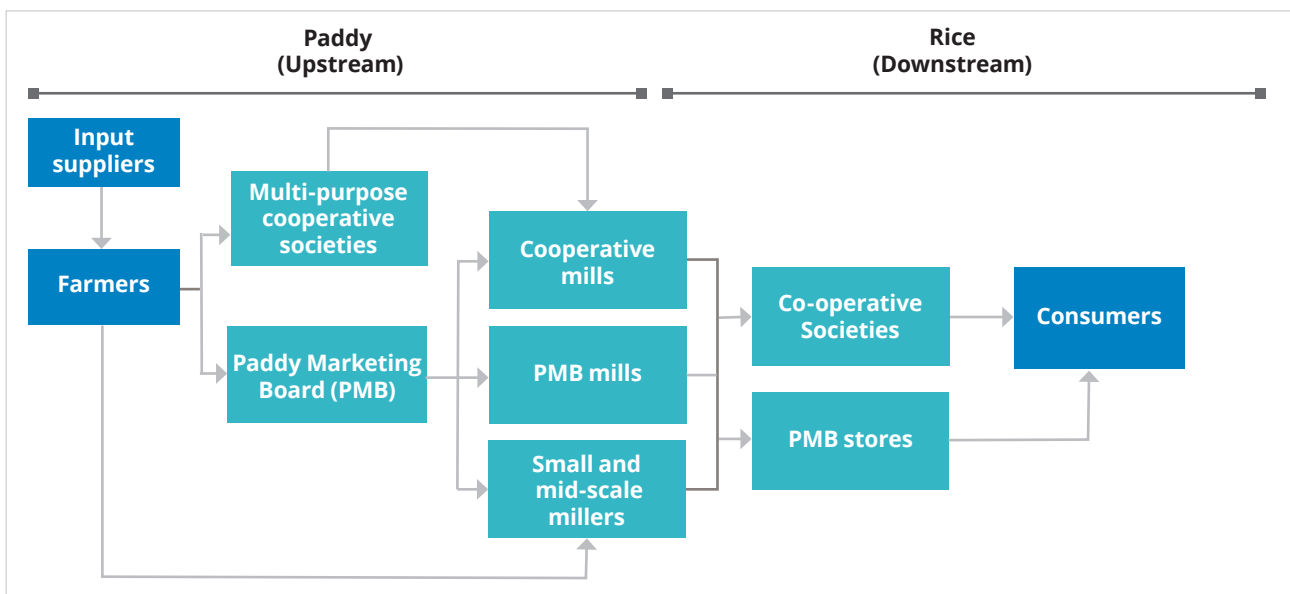 Paddy
(Upstream)
Rice
(Downstream)
Input
suppliers
Farmers
Multi-purpose
cooperative
societies
Paddy Marketing
Board (PMB)
Cooperative
mills
PMB mills
Small and
mid-scale
millers
Co-operative
Societies
PMB stores
Consumers